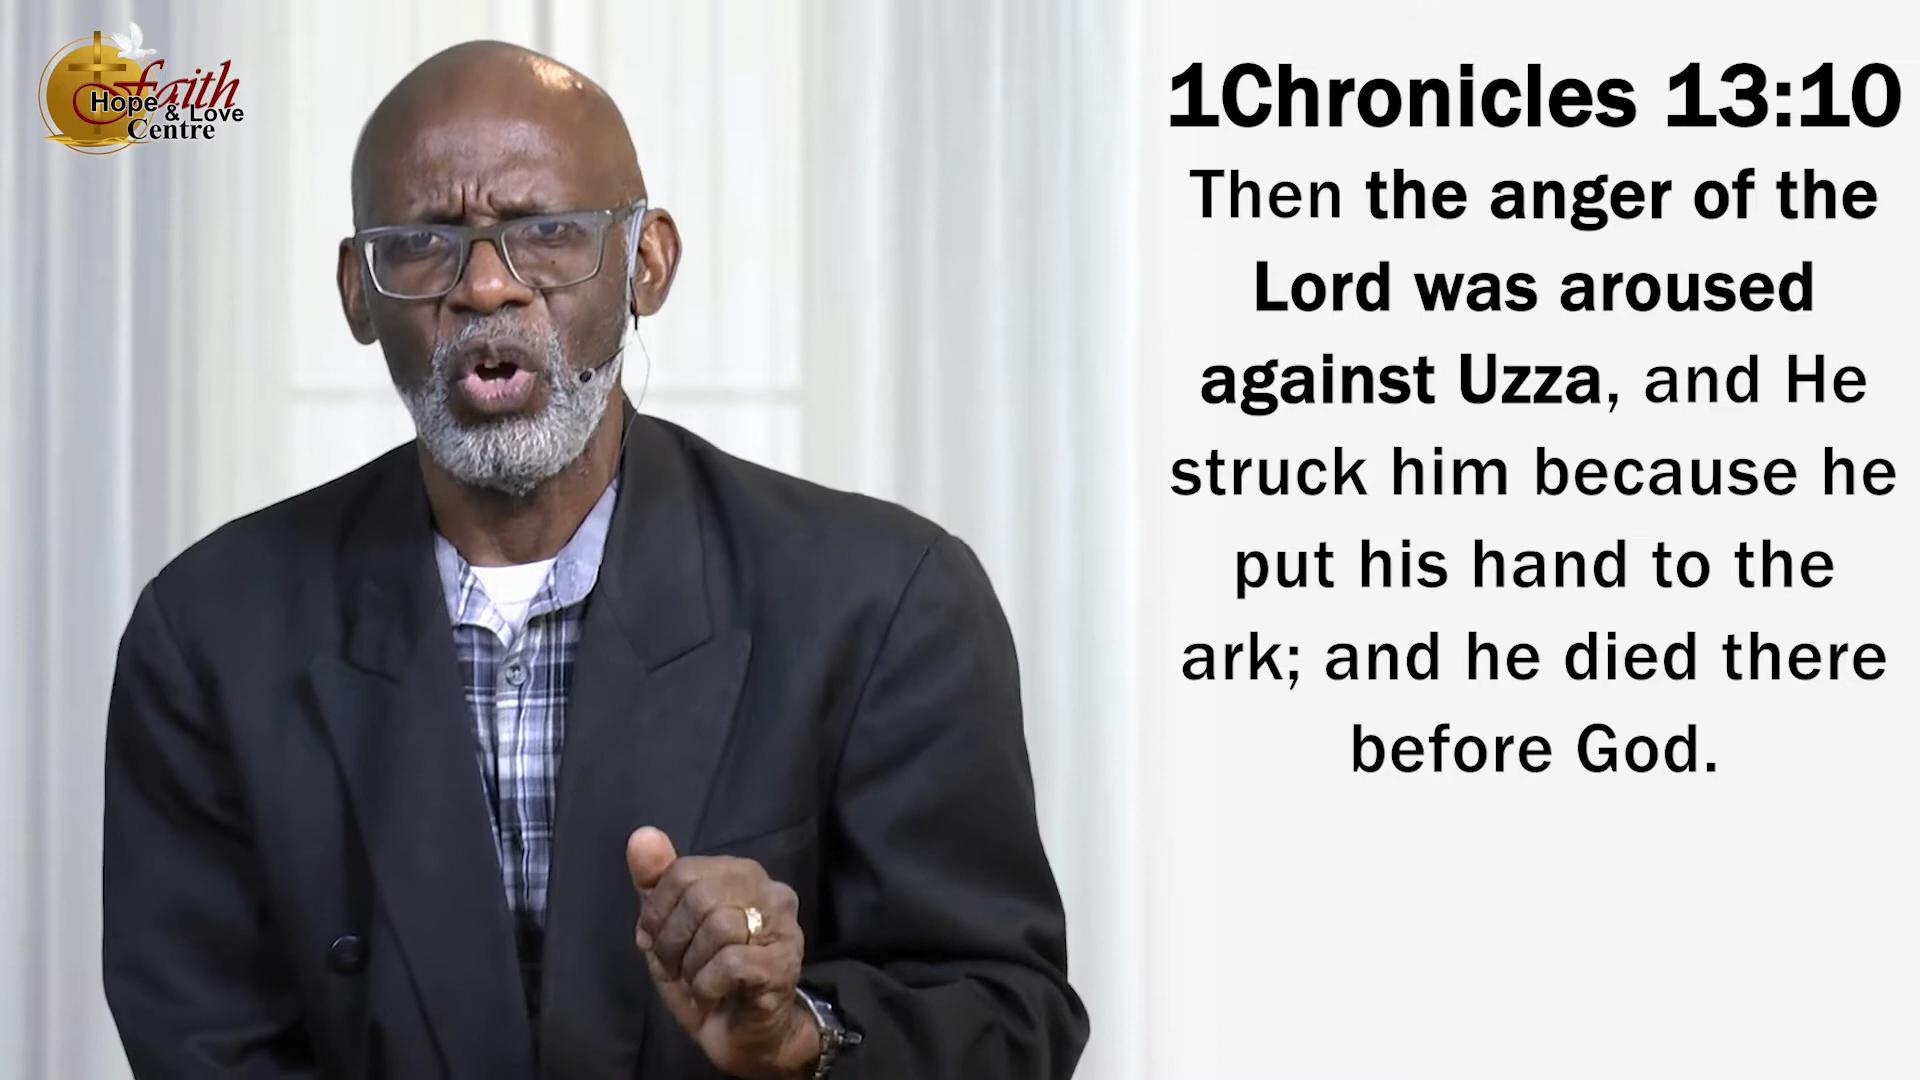 faith
Hope & Love
Centre
1Chronicles 13:10
Then the anger of the
Lord was aroused
against Uzza, and He
struck him because he
put his hand to the
ark; and he died there
before God.